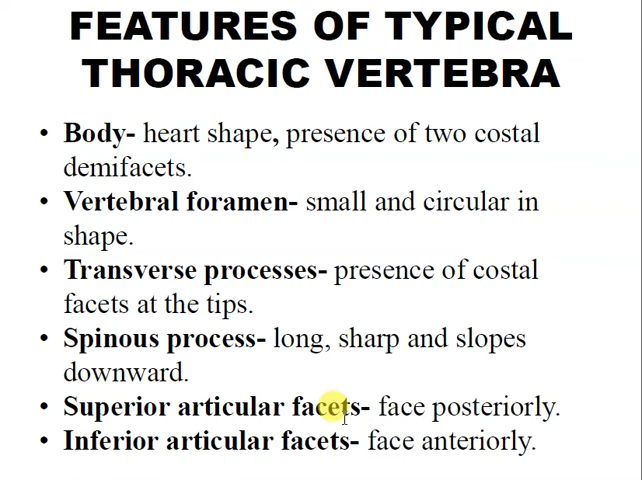 FEATURES OF TYPICAL
THORACIC VERTEBRA
• Body- heart shape, presence of two costal
demifacets.
• Vertebral foramen- small and circular in
shape.
• Transverse processes- presence of costal
facets at the tips.
• Spinous process- long, sharp and slopes
downward.
• Superior articular facets- face posteriorly.
• Inferior articular facets- face anteriorly.